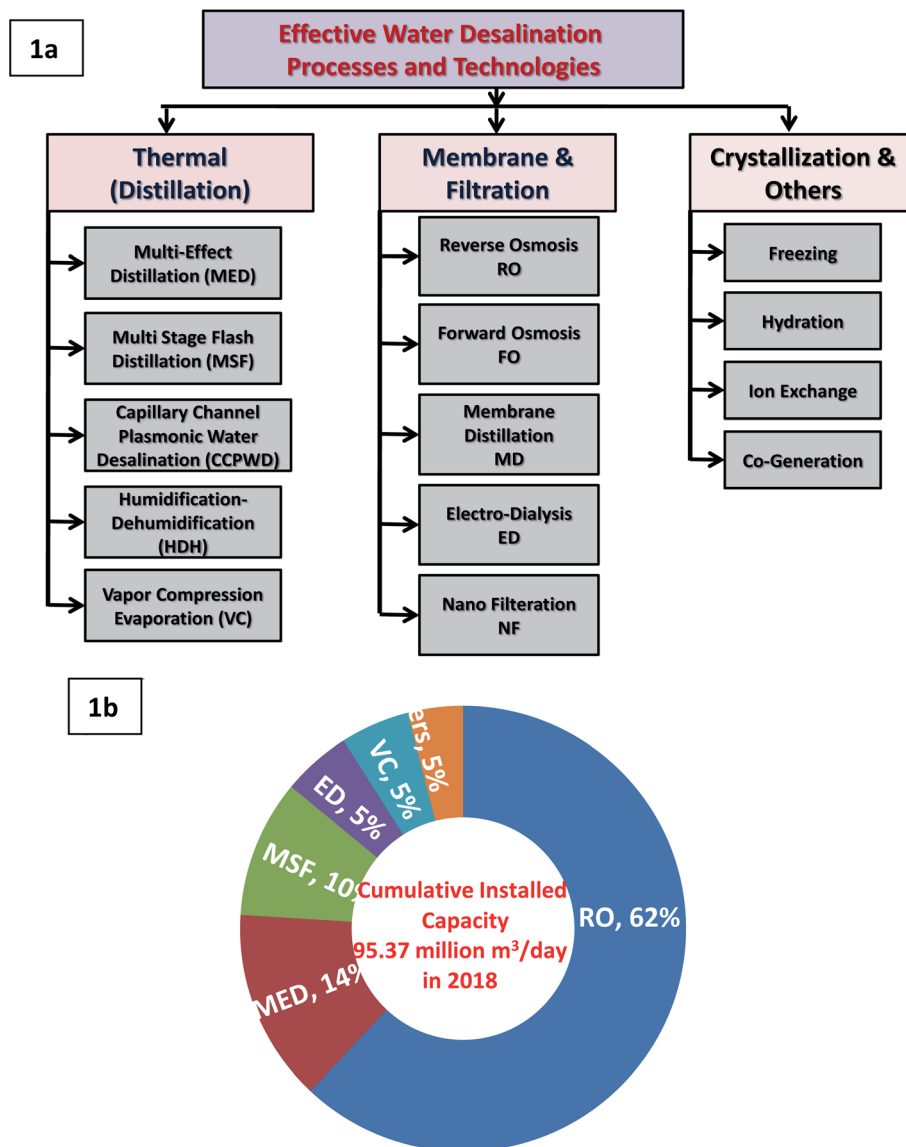 1a
Effective Water Desalination
Processes and Technologies
Thermal
(Distillation)
Multi-Effect
Distillation (MED)
Multi Stage Flash
Distillation (MSF)
Capillary Channel
Plasmonic Water
Desalination (CCPWD)
Humidification-
Dehumidification
(HDH)
Vapor Compression
Evaporation (VC)
Membrane &
Filtration
Reverse Osmosis
RO
Forward Osmosis
FO
Membrane
Distillation
MD
Electro-Dialysis
ED
Nano Filteration
NF
Crystallization &
Others
Freezing
Hydration
Ion Exchange
Co-Generation
1b
RO, 62%
MED, 14%
MSF, 10%
ED, 5%
VC, 5%
ers, 5%
Cumulative Installed
Capacity
95.37 million m³/day
in 2018